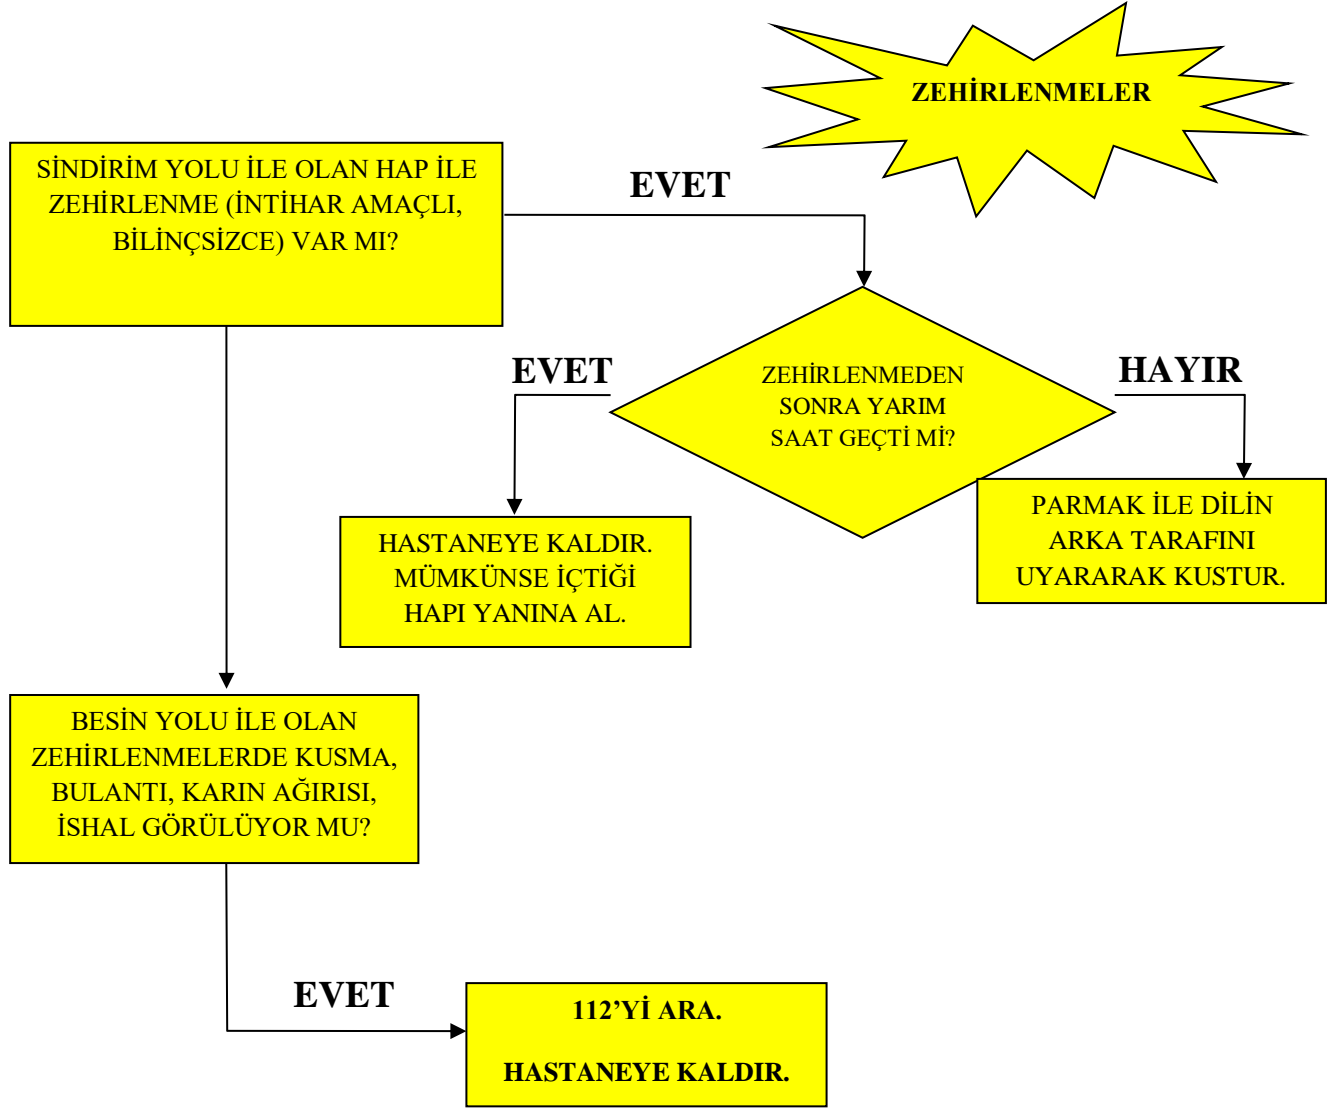 ZEHİRLENMELER
SİNDİRİM YOLU İLE OLAN HAP İLE
ZEHİRLENME (İNTİHAR AMAÇLI,
BİLİNÇSİZCE) VAR MI?
EVET
ZEHİRLENMEDEN
SONRA YARIM
SAAT GEÇTİ Mİ?
EVET
HAYIR
HASTANEYE KALDIR.
MÜMKÜNSE İÇTİĞİ
HAPI YANINA AL.
PARMAK İLE DİLİN
ARKA TARAFINI
UYARARAK KUSTUR.
BESİN YOLU İLE OLAN
ZEHİRLENMELERDE KUSMA,
BULANTI, KARIN AĞIRISI,
İSHAL GÖRÜLÜYOR MU?
EVET
112’Yİ ARA.
HASTANEYE KALDIR.